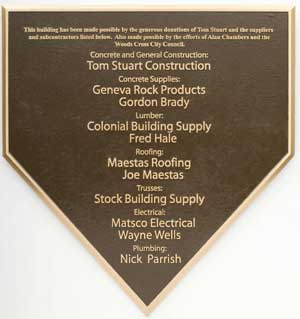 This building has been made possible by the generous donations of Tom Stuart and the suppliers
and subcontractors listed below. Also made possible by the efforts of Alan Chambers and the
Woods Cross City Council.
Concrete and General Construction:
Tom Stuart Construction
Concrete Supplies:
Geneva Rock Products
Gordon Brady
Lumber:
Colonial Building Supply
Fred Hale
Roofing:
Maestas Roofing
Joe Maestas
Trusses:
Stock Building Supply
Electrical:
Matsco Electrical
Wayne Wells
Plumbing:
Nick Parrish